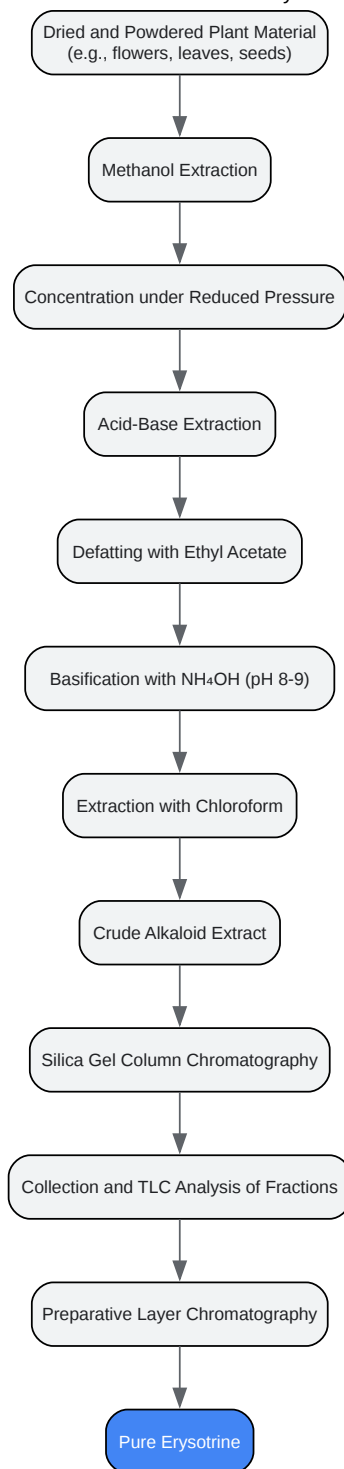 Dried and Powdered Plant Material
(e.g., flowers, leaves, seeds)
Methanol Extraction
Concentration under Reduced Pressure
Acid-Base Extraction
Defatting with Ethyl Acetate
Basification with NH₄OH (pH 8-9)
Extraction with Chloroform
Crude Alkaloid Extract
Silica Gel Column Chromatography
Collection and TLC Analysis of Fractions
Preparative Layer Chromatography
Pure Erysotrine